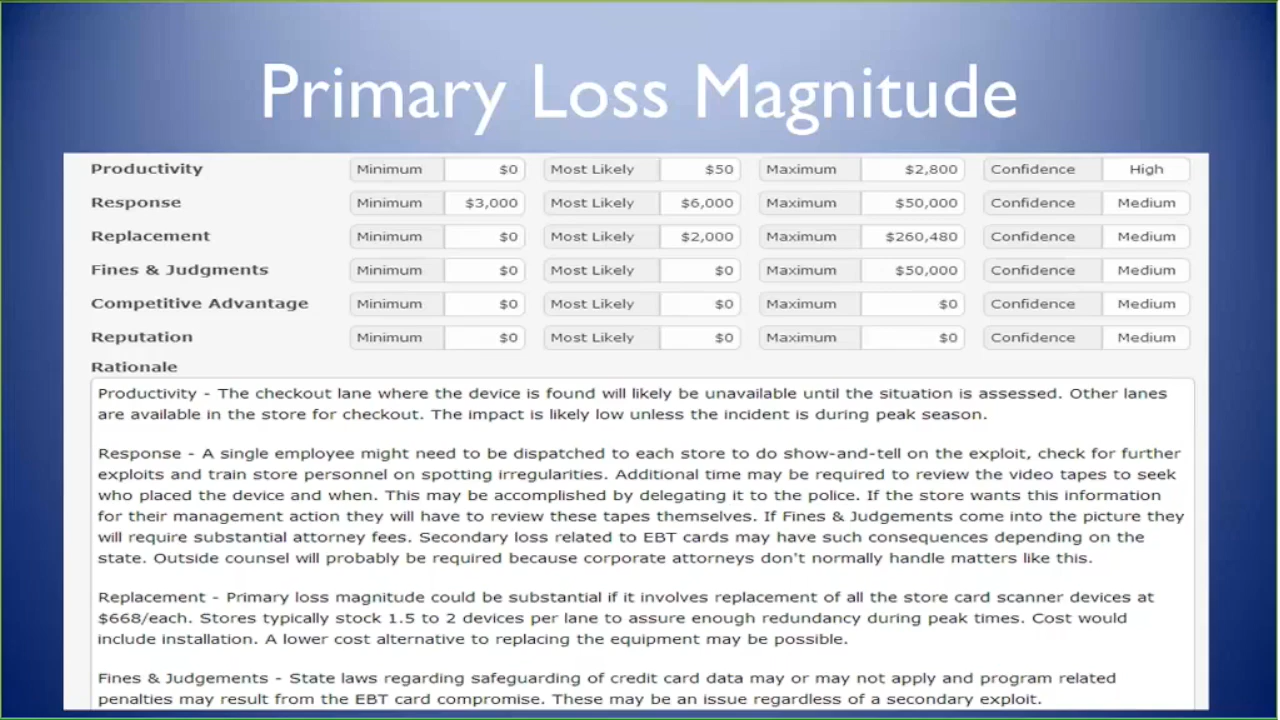 Primary Loss Magnitude
Productivity Minimum $0 Most Likely $50 Maximum $2,800 Confidence High
Response Minimum $3,000 Most Likely $6,000 Maximum $50,000 Confidence Medium
Replacement Minimum $0 Most Likely $2,000 Maximum $260,480 Confidence Medium
Fines & Judgments Minimum $0 Most Likely $0 Maximum $50,000 Confidence Medium
Competitive Advantage Minimum $0 Most Likely $0 Maximum $0 Confidence Medium
Reputation Minimum $0 Most Likely $0 Maximum $0 Confidence Medium
Rationale
Productivity - The checkout lane where the device is found will likely be unavailable until the situation is assessed. Other lanes
are available in the store for checkout. The impact is likely low unless the incident is during peak season.
Response - A single employee might need to be dispatched to each store to do show-and-tell on the exploit, check for further
exploits and train store personnel on spotting irregularities. Additional time may be required to review the video tapes to seek
who placed the device and when. This may be accomplished by delegating it to the police. If the store wants this information
for their management action they will have to review these tapes themselves. If Fines & Judgements come into the picture they
will require substantial attorney fees. Secondary loss related to EBT cards may have such consequences depending on the
state. Outside counsel will probably be required because corporate attorneys don't normally handle matters like this.
Replacement - Primary loss magnitude could be substantial if it involves replacement of all the store card scanner devices at
$668/each. Stores typically stock 1.5 to 2 devices per lane to assure enough redundancy during peak times. Cost would
include installation. A lower cost alternative to replacing the equipment may be possible.
Fines & Judgements - State laws regarding safeguarding of credit card data may or may not apply and program related
penalties may result from the EBT card compromise. These may be an issue regardless of a secondary exploit.